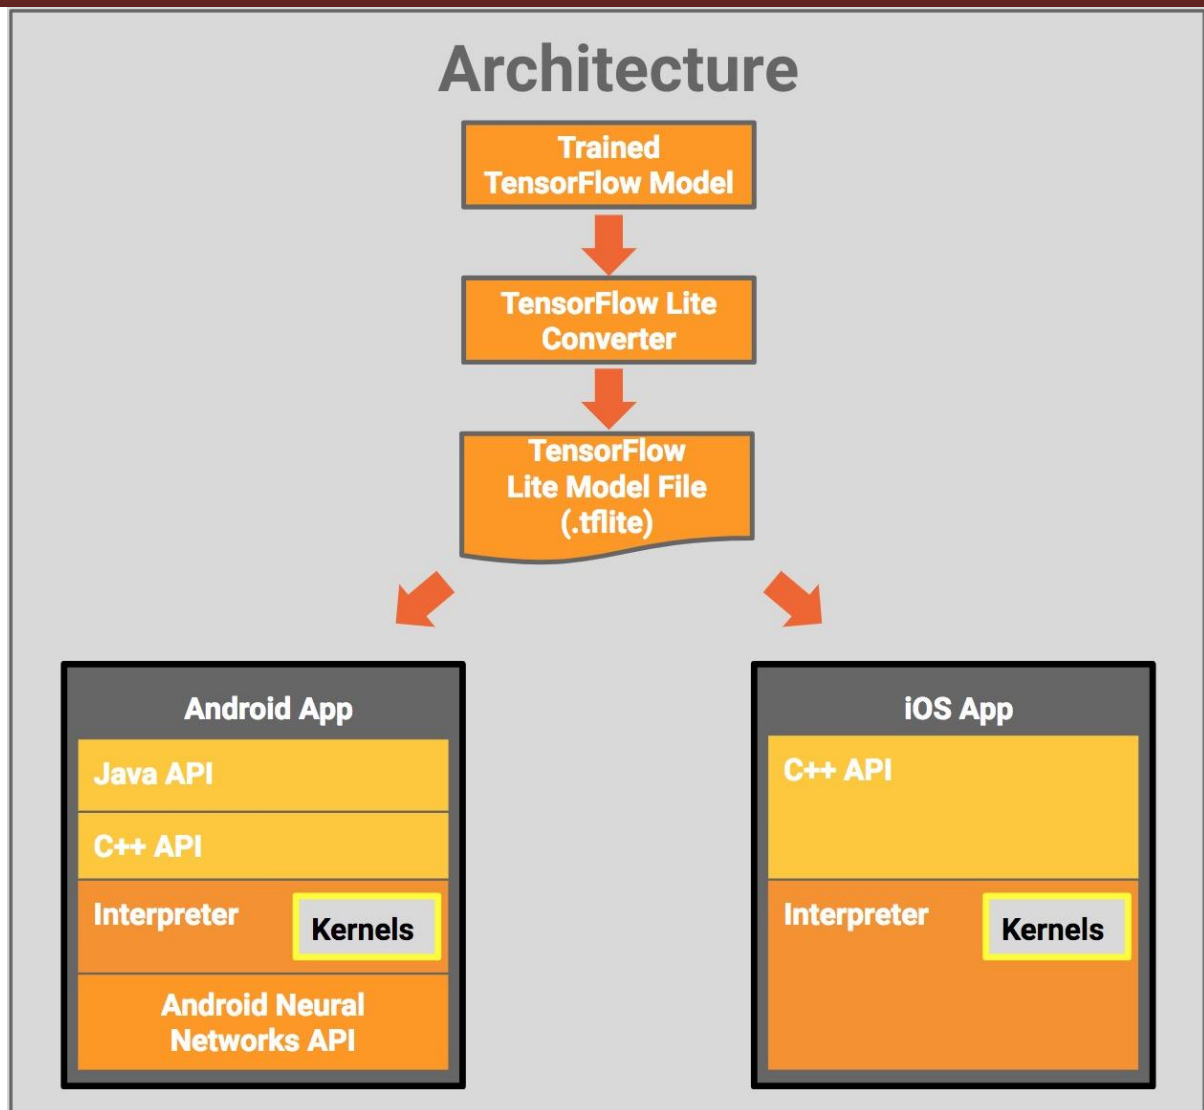 Architecture
Trained
TensorFlow Model
TensorFlow Lite
Converter
TensorFlow
Lite Model File
(.tflite)
Android App
Java API
C++ API
Interpreter
Kernels
Android Neural
Networks API
iOS App
C++ API
Interpreter
Kernels